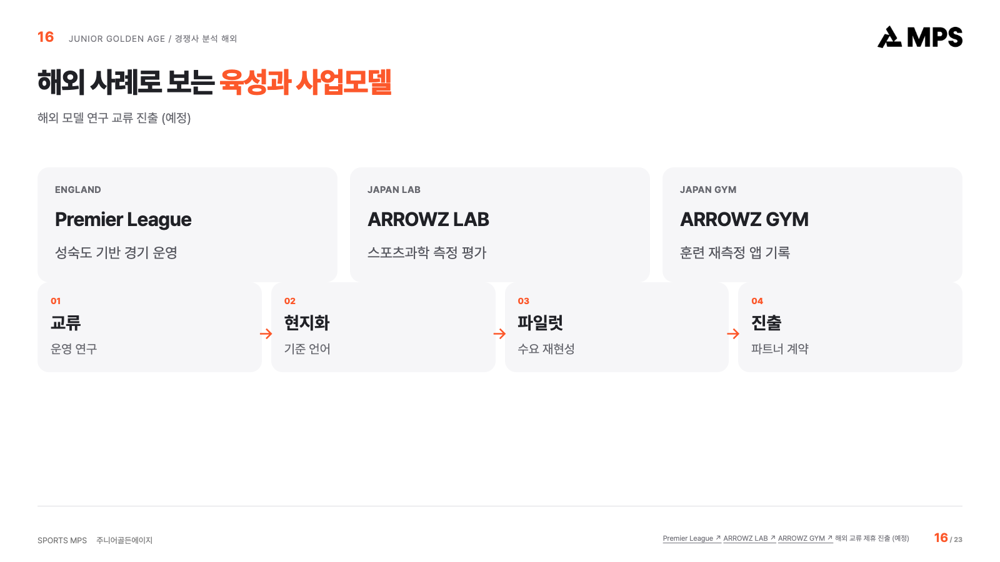 16 JUNIOR GOLDEN AGE / 경쟁사 분석 해외
MPS
해외 사례로 보는 육성과 사업모델
해외 모델 연구 교류 진출 (예정)
ENGLAND
Premier League
성숙도 기반 경기 운영
JAPAN LAB
ARROWZ LAB
스포츠과학 측정 평가
JAPAN GYM
ARROWZ GYM
훈련 재측정 앱 기록
01
교류
운영 연구
→
02
현지화
기준 언어
→
03
파일럿
수요 재현성
→
04
진출
파트너 계약
SPORTS MPS 주니어골든에이지
Premier League ↗ ARROWZ LAB ↗ ARROWZ GYM ↗ 해외 교류 제휴 진출 (예정)
16 / 23